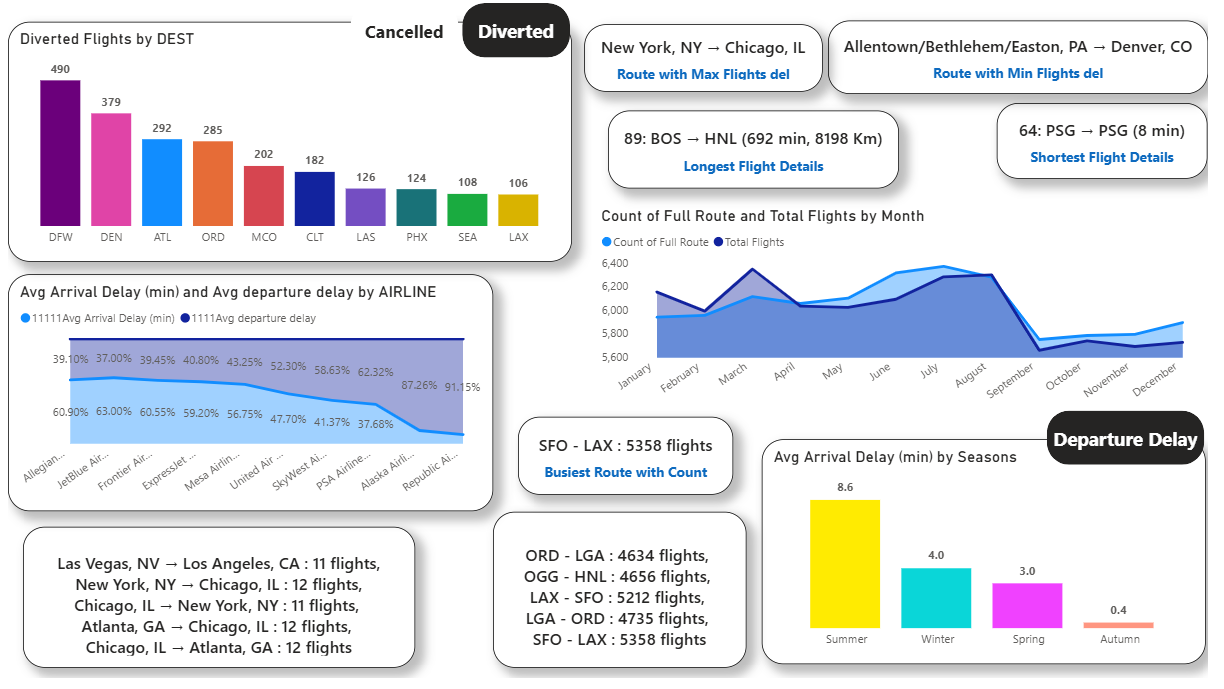 Cancelled
Diverted
Diverted Flights by DEST
490
379
292
285
202
182
126
124
108
106
DFW
DEN
ATL
ORD
MCO
CLT
LAS
PHX
SEA
LAX
New York, NY → Chicago, IL
Route with Max Flights del
Allentown/Bethlehem/Easton, PA → Denver, CO
Route with Min Flights del
89: BOS → HNL (692 min, 8198 Km)
Longest Flight Details
64: PSG → PSG (8 min)
Shortest Flight Details
Count of Full Route and Total Flights by Month
Count of Full Route
Total Flights
6,400
6,200
6,000
5,800
5,600
January
February
March
April
May
June
July
August
September
October
November
December
Avg Arrival Delay (min) and Avg departure delay by AIRLINE
11111Avg Arrival Delay (min)
1111Avg departure delay
39.10%
37.00%
39.45%
40.80%
43.25%
52.30%
58.63%
62.32%
87.26%
91.15%
60.90%
63.00%
60.55%
59.20%
56.75%
47.70%
41.37%
37.68%
Allegian...
JetBlue Air...
Frontier Air...
ExpressJet ...
Mesa Airlin...
United Air ...
SkyWest Ai...
PSA Airline...
Alaska Airli...
Republic Ai...
SFO - LAX : 5358 flights
Busiest Route with Count
Departure Delay
Avg Arrival Delay (min) by Seasons
8.6
4.0
3.0
0.4
Summer
Winter
Spring
Autumn
Las Vegas, NV → Los Angeles, CA : 11 flights,
New York, NY → Chicago, IL : 12 flights,
Chicago, IL → New York, NY : 11 flights,
Atlanta, GA → Chicago, IL : 12 flights,
Chicago, IL → Atlanta, GA : 12 flights
ORD - LGA : 4634 flights,
OGG - HNL : 4656 flights,
LAX - SFO : 5212 flights,
LGA - ORD : 4735 flights,
SFO - LAX : 5358 flights